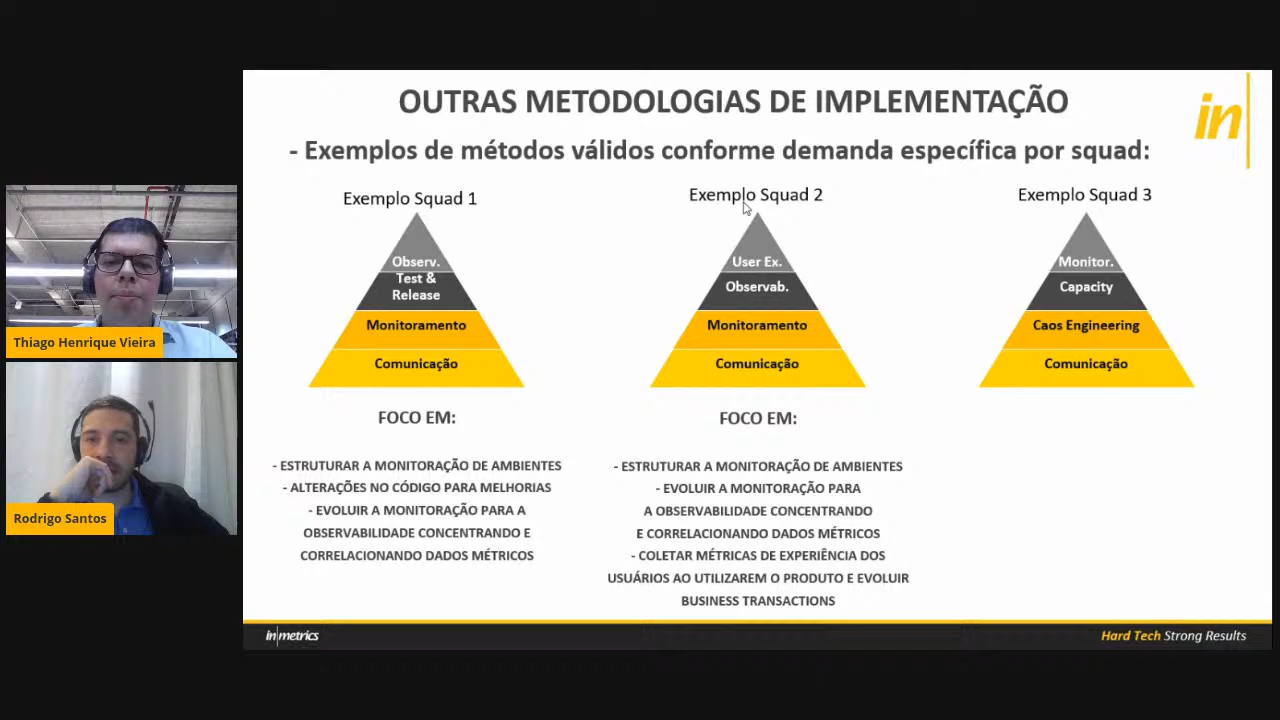 OUTRAS METODOLOGIAS DE IMPLEMENTAÇÃO
in
- Exemplos de métodos válidos conforme demanda específica por squad:
Exemplo Squad 1
Observ.
Test &
Release
Monitoramento
Comunicação
FOCO EM:
- ESTRUTURAR A MONITORAÇÃO DE AMBIENTES
- ALTERAÇÕES NO CÓDIGO PARA MELHORIAS
- EVOLUIR A MONITORAÇÃO PARA A
OBSERVABILIDADE CONCENTRANDO E
CORRELACIONANDO DADOS MÉTRICOS
Exemplo Squad 2
User Ex.
Observab.
Monitoramento
Comunicação
FOCO EM:
- ESTRUTURAR A MONITORAÇÃO DE AMBIENTES
- EVOLUIR A MONITORAÇÃO PARA
A OBSERVABILIDADE CONCENTRANDO
E CORRELACIONANDO DADOS MÉTRICOS
- COLETAR MÉTRICAS DE EXPERIÊNCIA DOS
USUÁRIOS AO UTILIZAREM O PRODUTO E EVOLUIR
BUSINESS TRANSACTIONS
Exemplo Squad 3
Monitor.
Capacity
Caos Engineering
Comunicação
Thiago Henrique Vieira
Rodrigo Santos
in|metrics
Hard Tech Strong Results